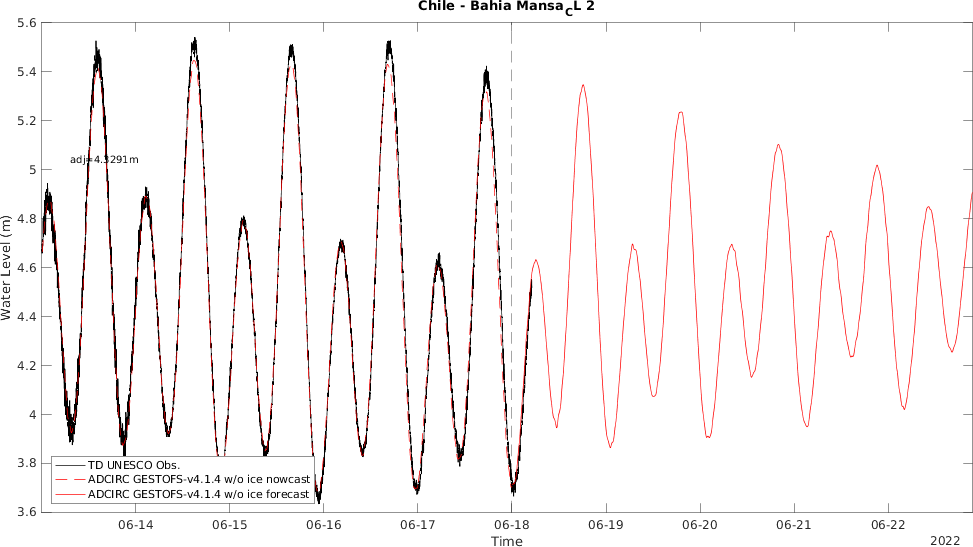 Chile - Bahia Mansa_CL 2
5.6
5.4
5.2
5
4.8
4.6
4.4
4.2
4
3.8
3.6
Water Level (m)
adj=4.3291m
TD UNESCO Obs.
ADCIRC GESTOFS-v4.1.4 w/o ice nowcast
ADCIRC GESTOFS-v4.1.4 w/o ice forecast
06-14 06-15 06-16 06-17 06-18 06-19 06-20 06-21 06-22
Time
2022